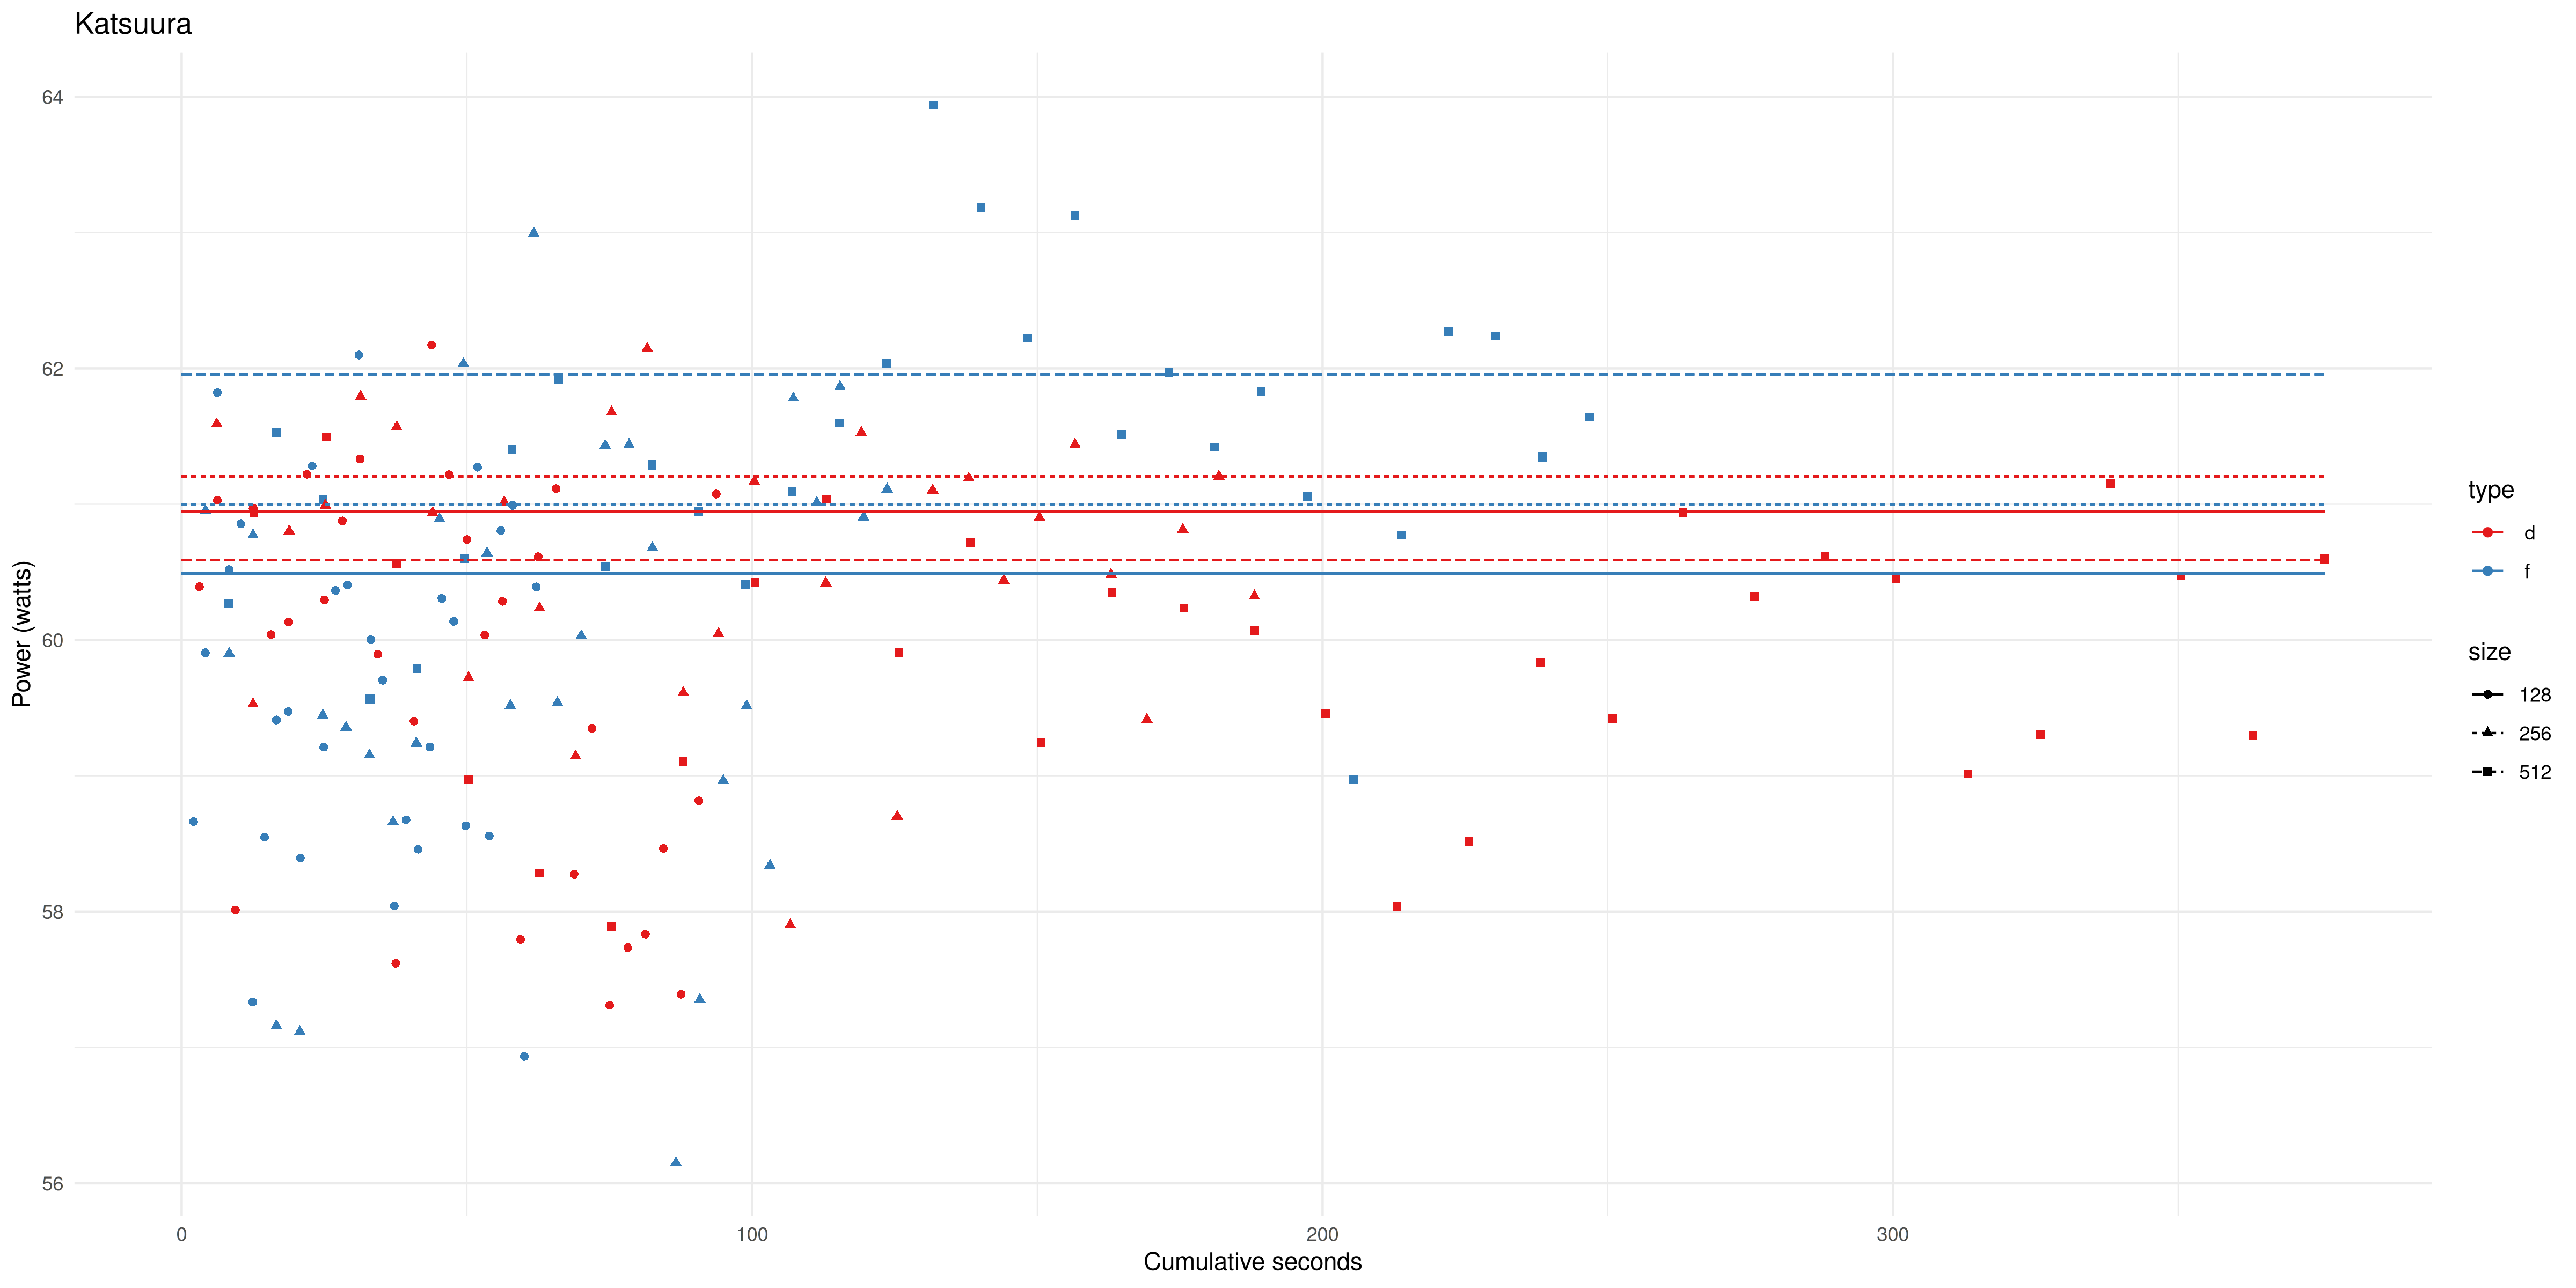 Katsuura
64
62
60
58
56
Power (watts)
0 100 200 300
Cumulative seconds
type
d
f
size
128
256
512